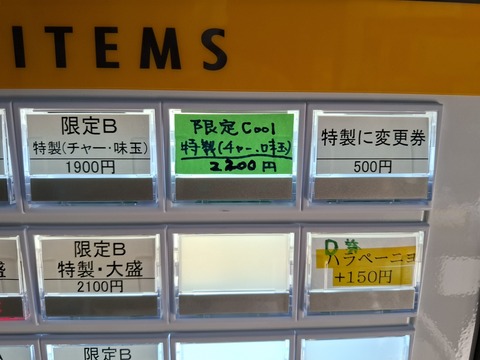 ITEMS
限定B
特製(チャー・味玉)
1900円
限定Cool
特製(チャー・味玉)
2200円
特製に変更券
500円
盛
限定B
特製・大盛
2100円
ハラペーニョ
+150円
限定B